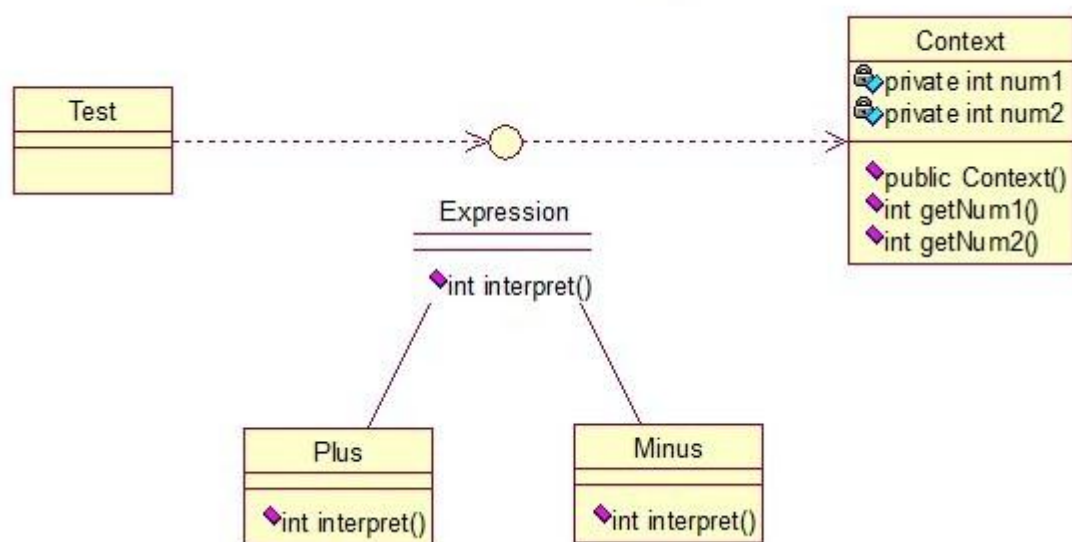 Test
Context
private int num1
private int num2
public Context()
int getNum1()
int getNum2()
Expression
int interpret()
Plus
int interpret()
Minus
int interpret()